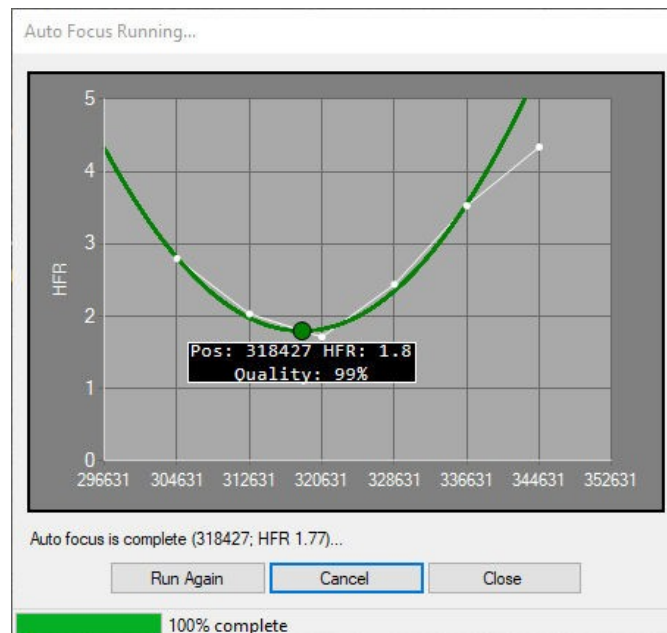 Auto Focus Running...
5
4
3
2
1
0
HFR
Pos: 318427 HFR: 1.8
Quality: 99%
296631 304631 312631 320631 328631 336631 344631 352631
Auto focus is complete (318427; HFR 1.77)...
Run Again Cancel Close
100% complete